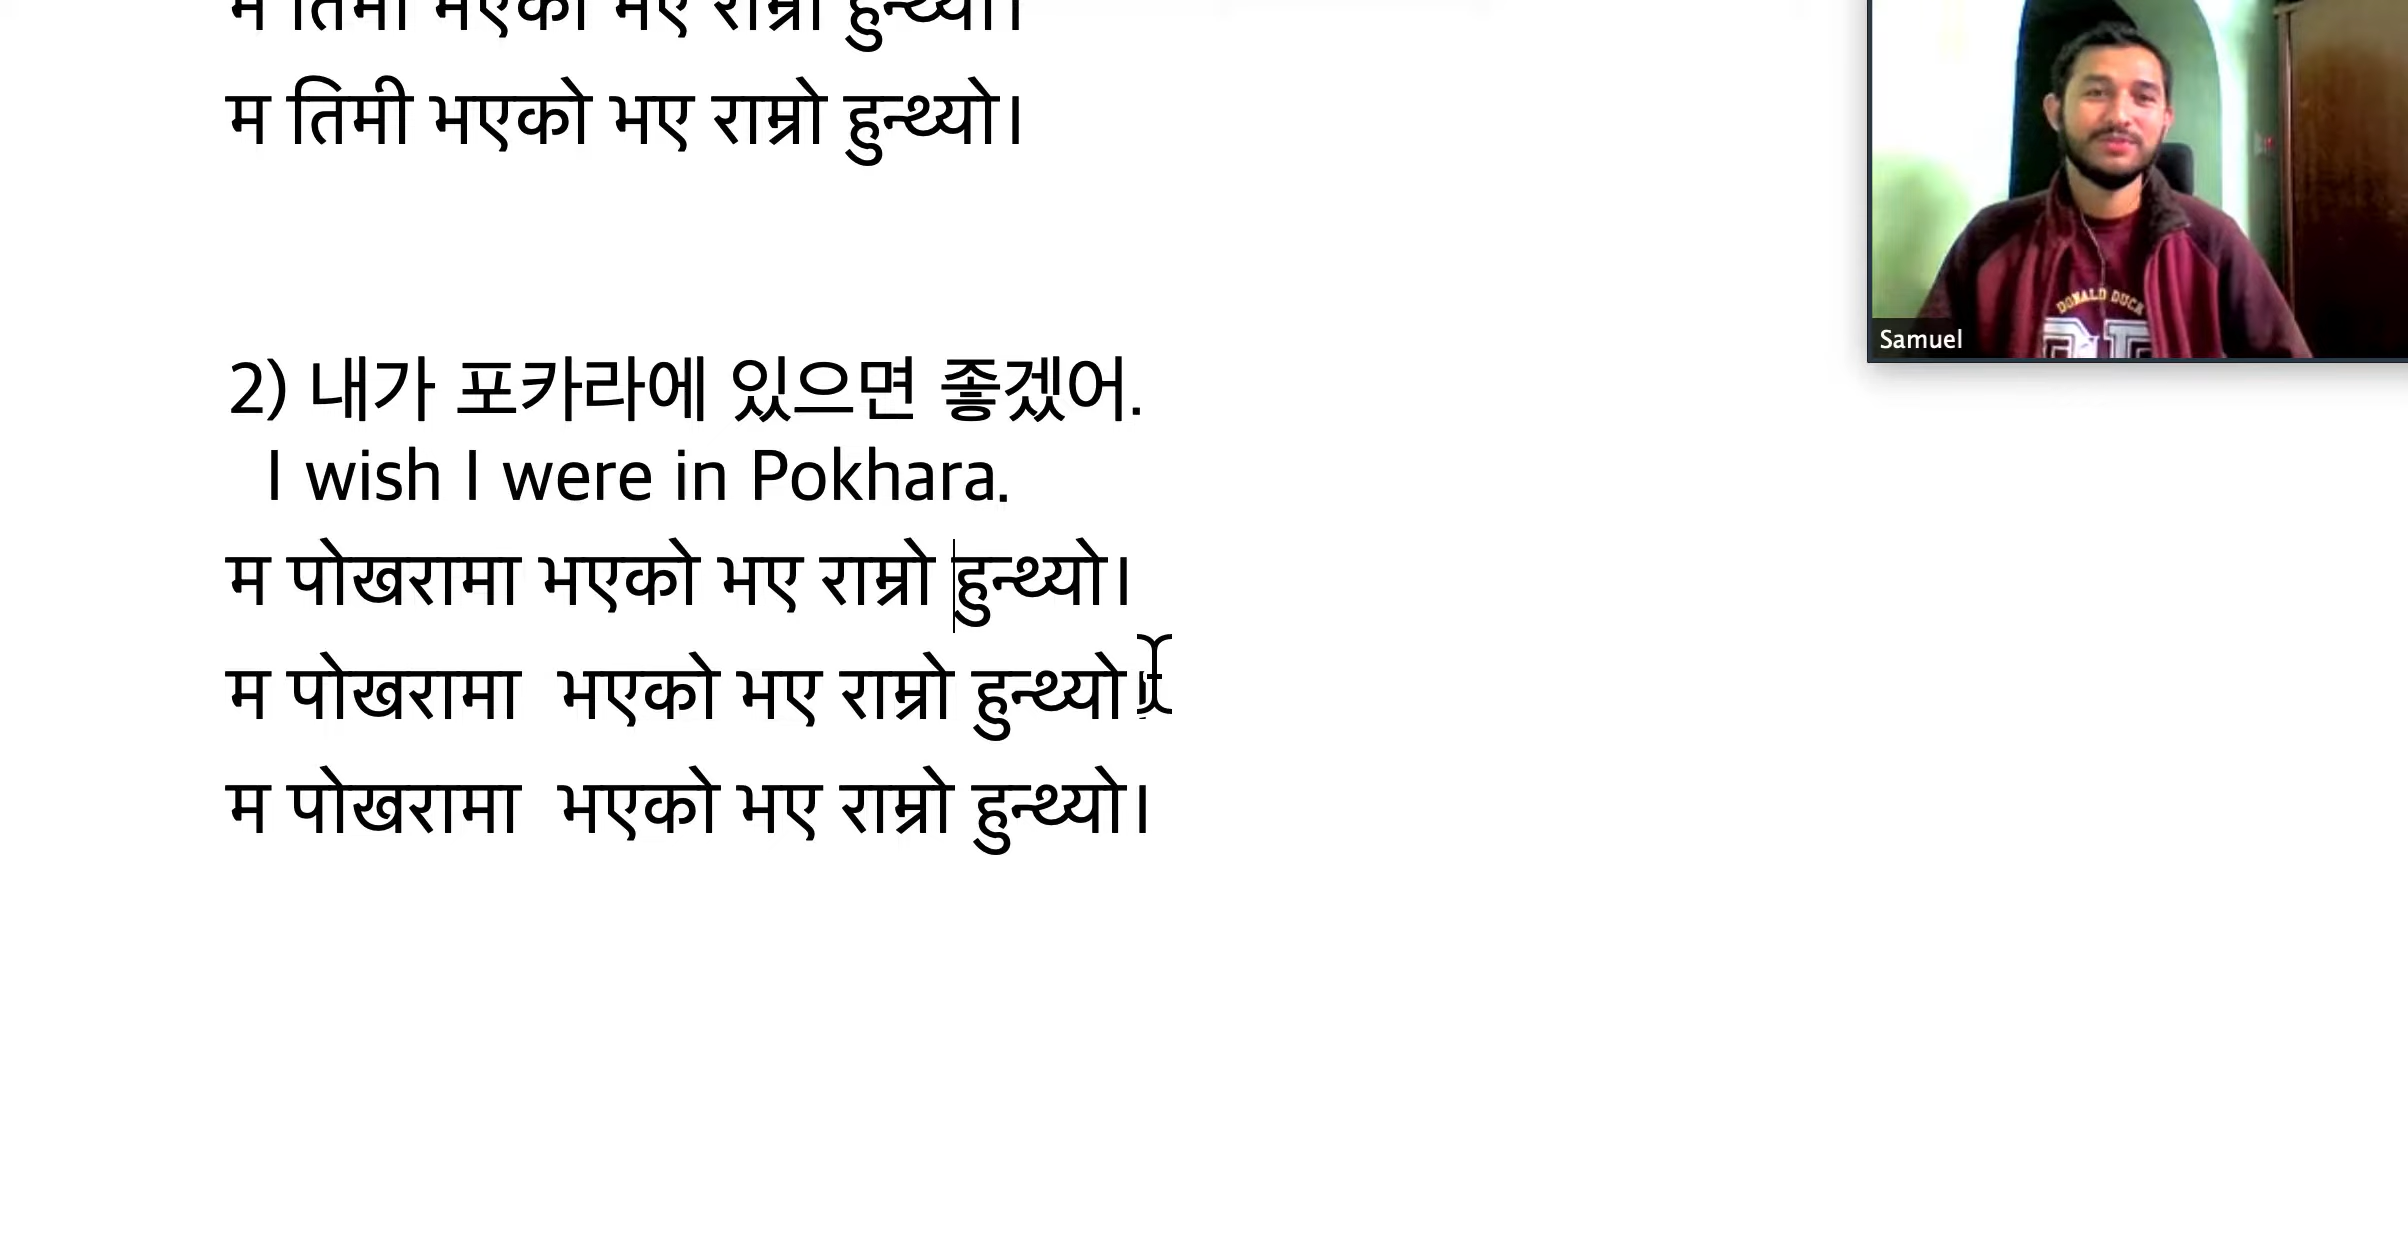 म तिमी भएको भए राम्रो हुन्थ्यो।
म तिमी भएको भए राम्रो हुन्थ्यो।
2) 내가 포카라에 있으면 좋겠어.
I wish I were in Pokhara.
म पोखरामा भएको भए राम्रो हुन्थ्यो।
म पोखरामा  भएको भए राम्रो हुन्थ्यो।
म पोखरामा  भएको भए राम्रो हुन्थ्यो।
DONALD DUCK
Samuel